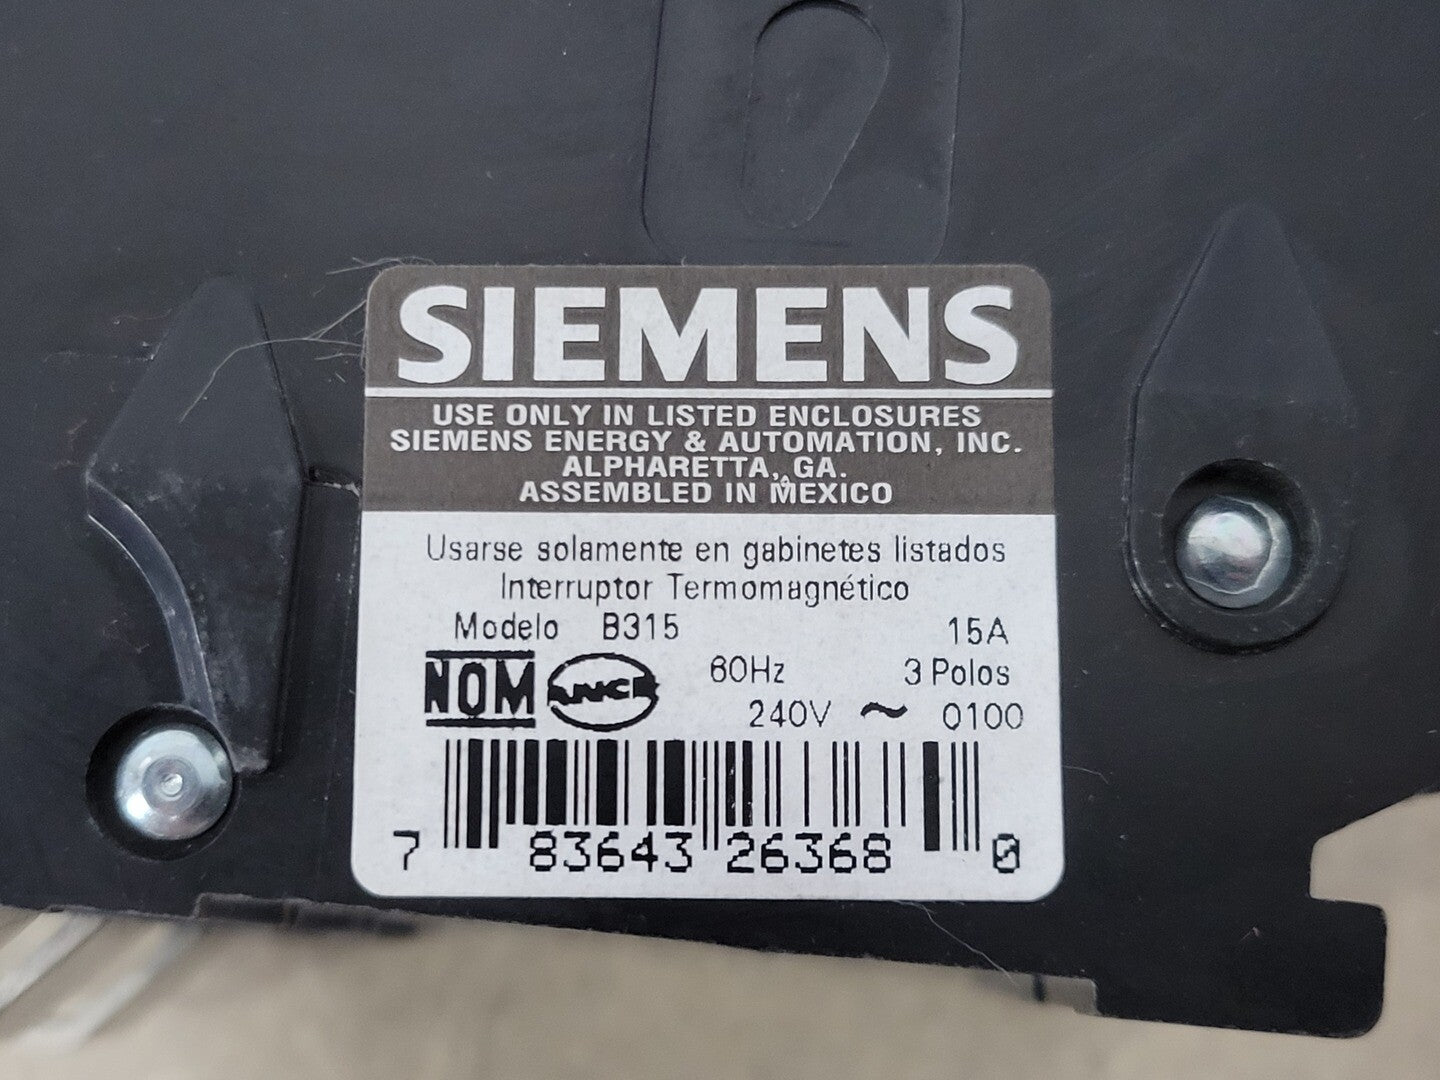 SIEMENS
USE ONLY IN LISTED ENCLOSURES
SIEMENS ENERGY & AUTOMATION, INC.
ALPHARETTA, GA.
ASSEMBLED IN MEXICO
Usarse solamente en gabinetes listados
Interruptor Termomagnético
Modelo B315 15A
NOM ANCE 60Hz 3 Polos
240V ~ 0100
7 83643 26368 0